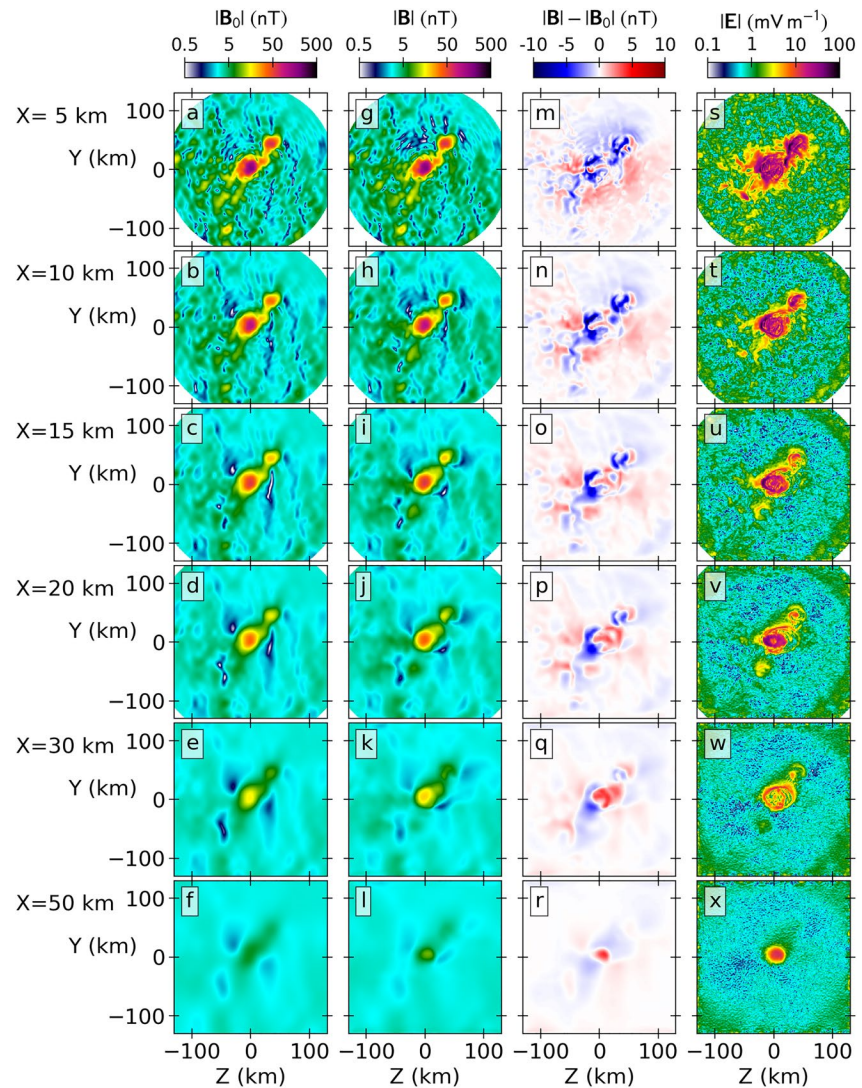 |B₀| (nT) |B| (nT) |B| − |B₀| (nT) |E| (mV m⁻¹)
0.5 5 50 500 0.5 5 50 500 -10 -5 0 5 10 0.1 1 10 100
X= 5 km 100 a g m s
Y (km) 0
−100
X=10 km 100 b h n t
Y (km) 0
−100
X=15 km 100 c i o u
Y (km) 0
−100
X=20 km 100 d j p v
Y (km) 0
−100
X=30 km 100 e k q w
Y (km) 0
−100
X=50 km 100 f l r x
Y (km) 0
−100
−100 0 100 −100 0 100 −100 0 100 −100 0 100
Z (km) Z (km) Z (km) Z (km)